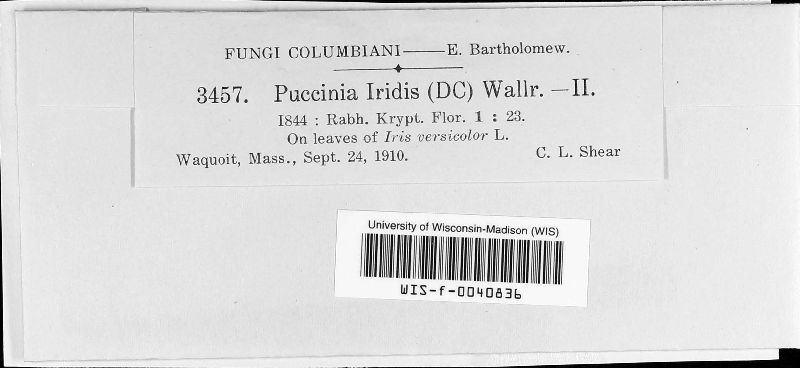 FUNGI COLUMBIANI—E. Bartholomew.
3457. Puccinia Iridis (DC) Wallr. —II.
1844 : Rabh. Krypt. Flor. 1 : 23.
On leaves of Iris versicolor L.
Waquoit, Mass., Sept. 24, 1910. C. L. Shear
University of Wisconsin-Madison (WIS)
WIS-f-0040836